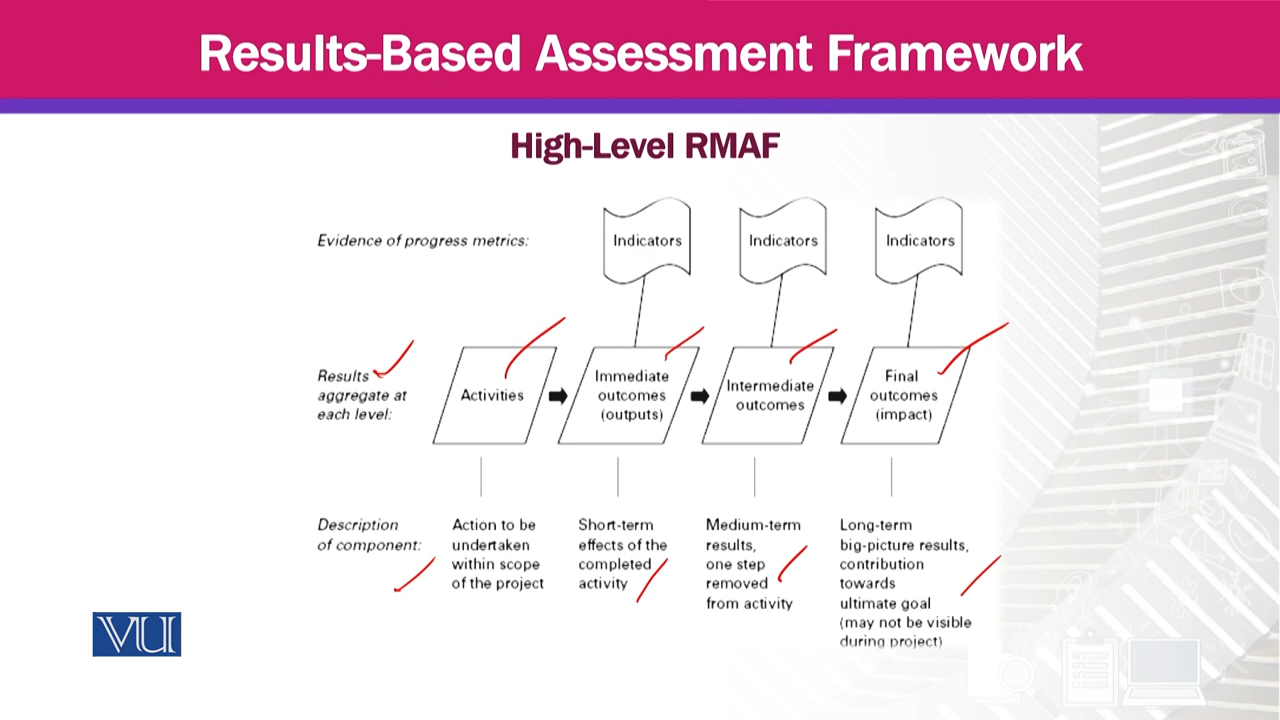 Results-Based Assessment Framework
High-Level RMAF
Evidence of progress metrics:
Indicators
Indicators
Indicators
Results
aggregate at
each level:
Activities
Immediate
outcomes
(outputs)
Intermediate
outcomes
Final
outcomes
(impact)
Description
of component:
Action to be
undertaken
within scope
of the project
Short-term
effects of the
completed
activity
Medium-term
results,
one step
removed
from activity
Long-term
big-picture results,
contribution
towards
ultimate goal
(may not be visible
during project)
VU